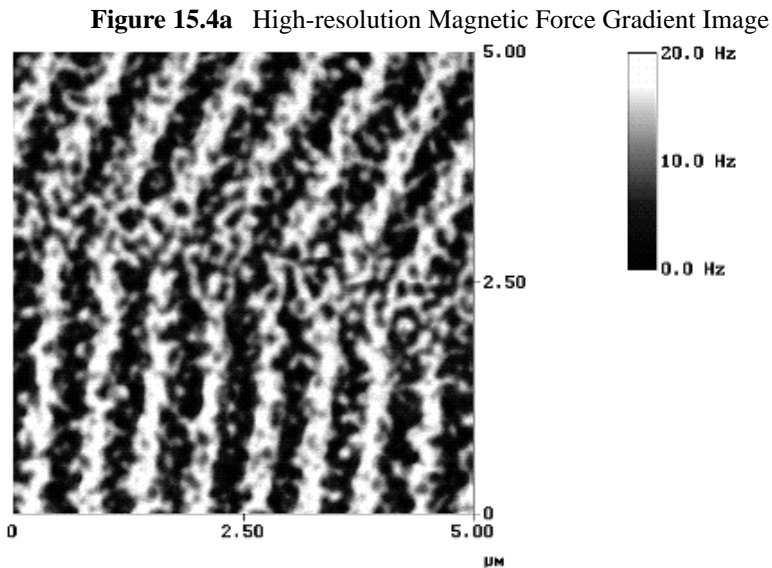 Figure 15.4a High-resolution Magnetic Force Gradient Image
5.00
20.0 Hz
10.0 Hz
2.50
0.0 Hz
0
0 2.50 5.00
µM